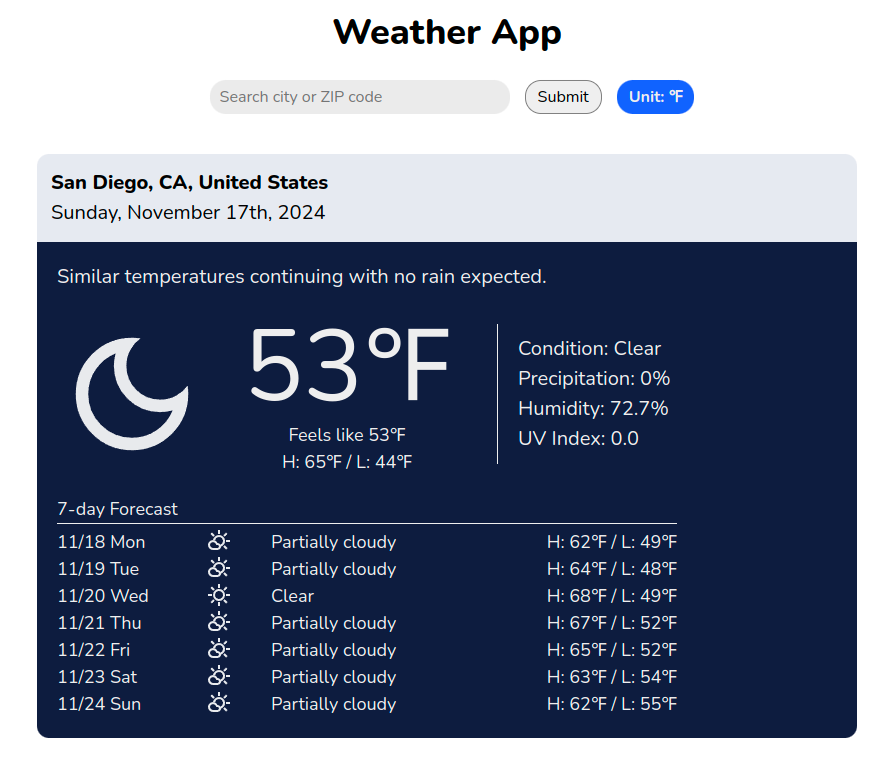 Weather App
Search city or ZIP code Submit Unit: ℉
San Diego, CA, United States
Sunday, November 17th, 2024
Similar temperatures continuing with no rain expected.
53℉
Feels like 53℉
H: 65℉ / L: 44℉
Condition: Clear
Precipitation: 0%
Humidity: 72.7%
UV Index: 0.0
7-day Forecast
11/18 Mon Partially cloudy H: 62℉ / L: 49℉
11/19 Tue Partially cloudy H: 64℉ / L: 48℉
11/20 Wed Clear H: 68℉ / L: 49℉
11/21 Thu Partially cloudy H: 67℉ / L: 52℉
11/22 Fri Partially cloudy H: 65℉ / L: 52℉
11/23 Sat Partially cloudy H: 63℉ / L: 54℉
11/24 Sun Partially cloudy H: 62℉ / L: 55℉